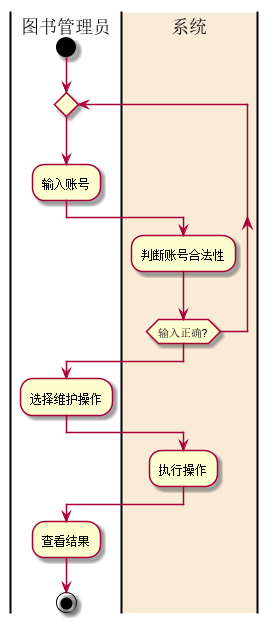 图书管理员
系统
输入账号
判断账号合法性
输入正确?
选择维护操作
执行操作
查看结果